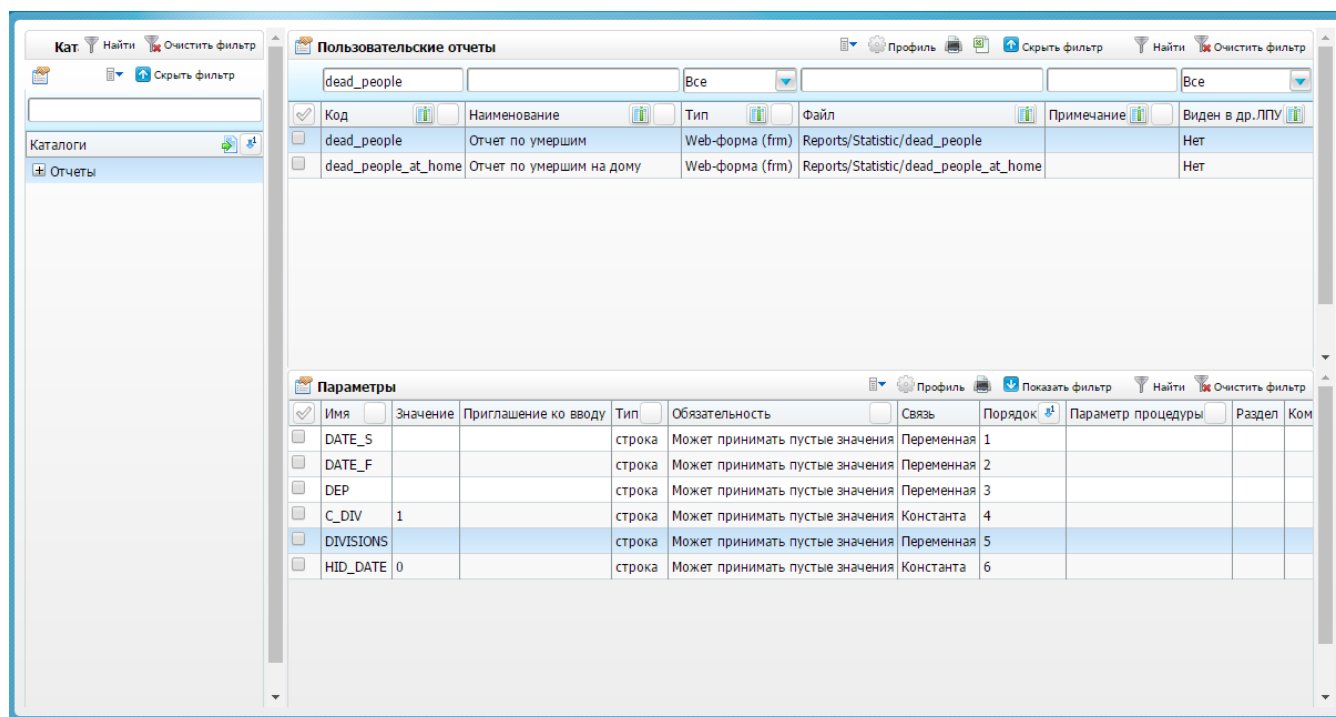 Кат Найти Очистить фильтр
Скрыть фильтр
Каталоги
Отчеты
Пользовательские отчеты Профиль Скрыть фильтр Найти Очистить фильтр
dead_people Все Все
Код Наименование Тип Файл Примечание Виден в др.ЛПУ
dead_people Отчет по умершим Web-форма (frm) Reports/Statistic/dead_people Нет
dead_people_at_home Отчет по умершим на дому Web-форма (frm) Reports/Statistic/dead_people_at_home Нет
Параметры Профиль Показать фильтр Найти Очистить фильтр
Имя Значение Приглашение ко вводу Тип Обязательность Связь Порядок Параметр процедуры Раздел Ком
DATE_S строка Может принимать пустые значения Переменная 1
DATE_F строка Может принимать пустые значения Переменная 2
DEP строка Может принимать пустые значения Переменная 3
C_DIV 1 строка Может принимать пустые значения Константа 4
DIVISIONS строка Может принимать пустые значения Переменная 5
HID_DATE 0 строка Может принимать пустые значения Константа 6